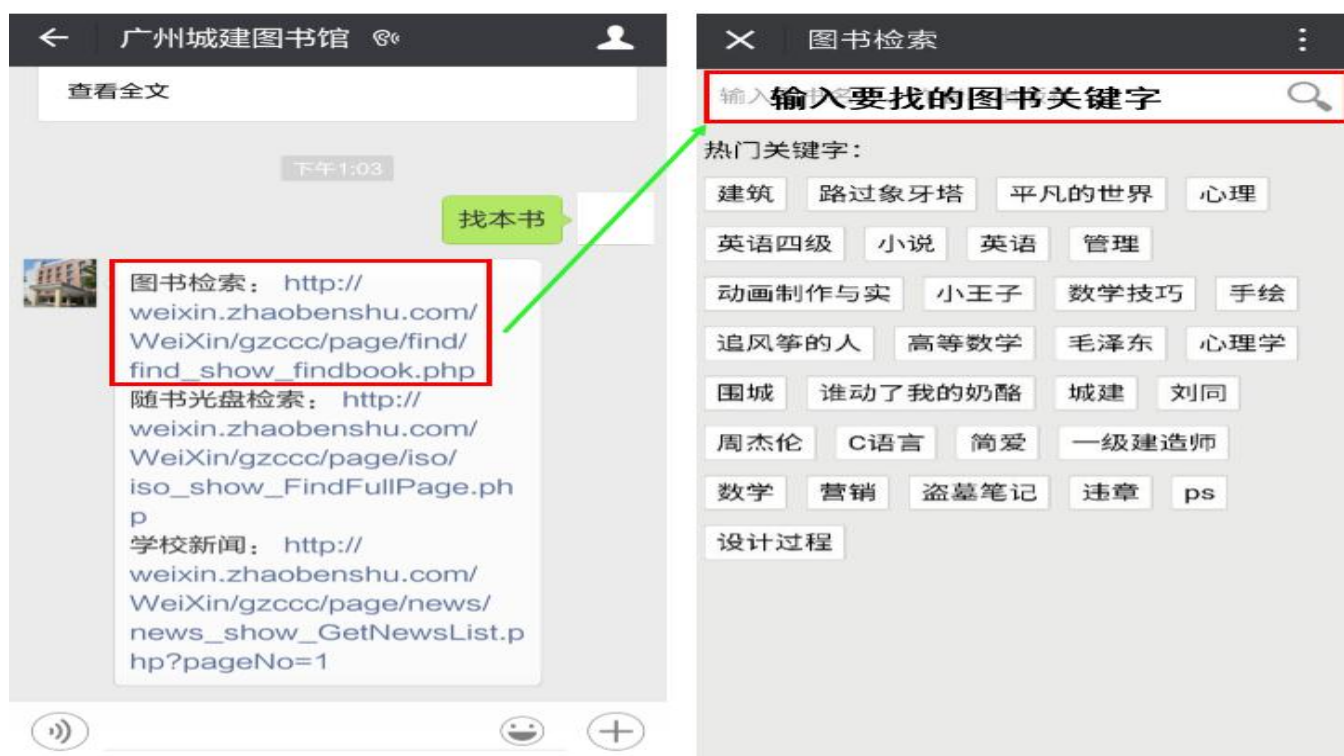 广州城建图书馆
查看全文
下午1:03
找本书
图书检索： http://
weixin.zhaobenshu.com/
WeiXin/gzccc/page/find/
find_show_findbook.php
随书光盘检索： http://
weixin.zhaobenshu.com/
WeiXin/gzccc/page/iso/
iso_show_FindFullPage.ph
p
学校新闻： http://
weixin.zhaobenshu.com/
WeiXin/gzccc/page/news/
news_show_GetNewsList.p
hp?pageNo=1
图书检索
输入要找的图书关键字
热门关键字：
建筑 路过象牙塔 平凡的世界 心理
英语四级 小说 英语 管理
动画制作与实 小王子 数学技巧 手绘
追风筝的人 高等数学 毛泽东 心理学
围城 谁动了我的奶酪 城建 刘同
周杰伦 C语言 简爱 一级建造师
数学 营销 盗墓笔记 违章 ps
设计过程